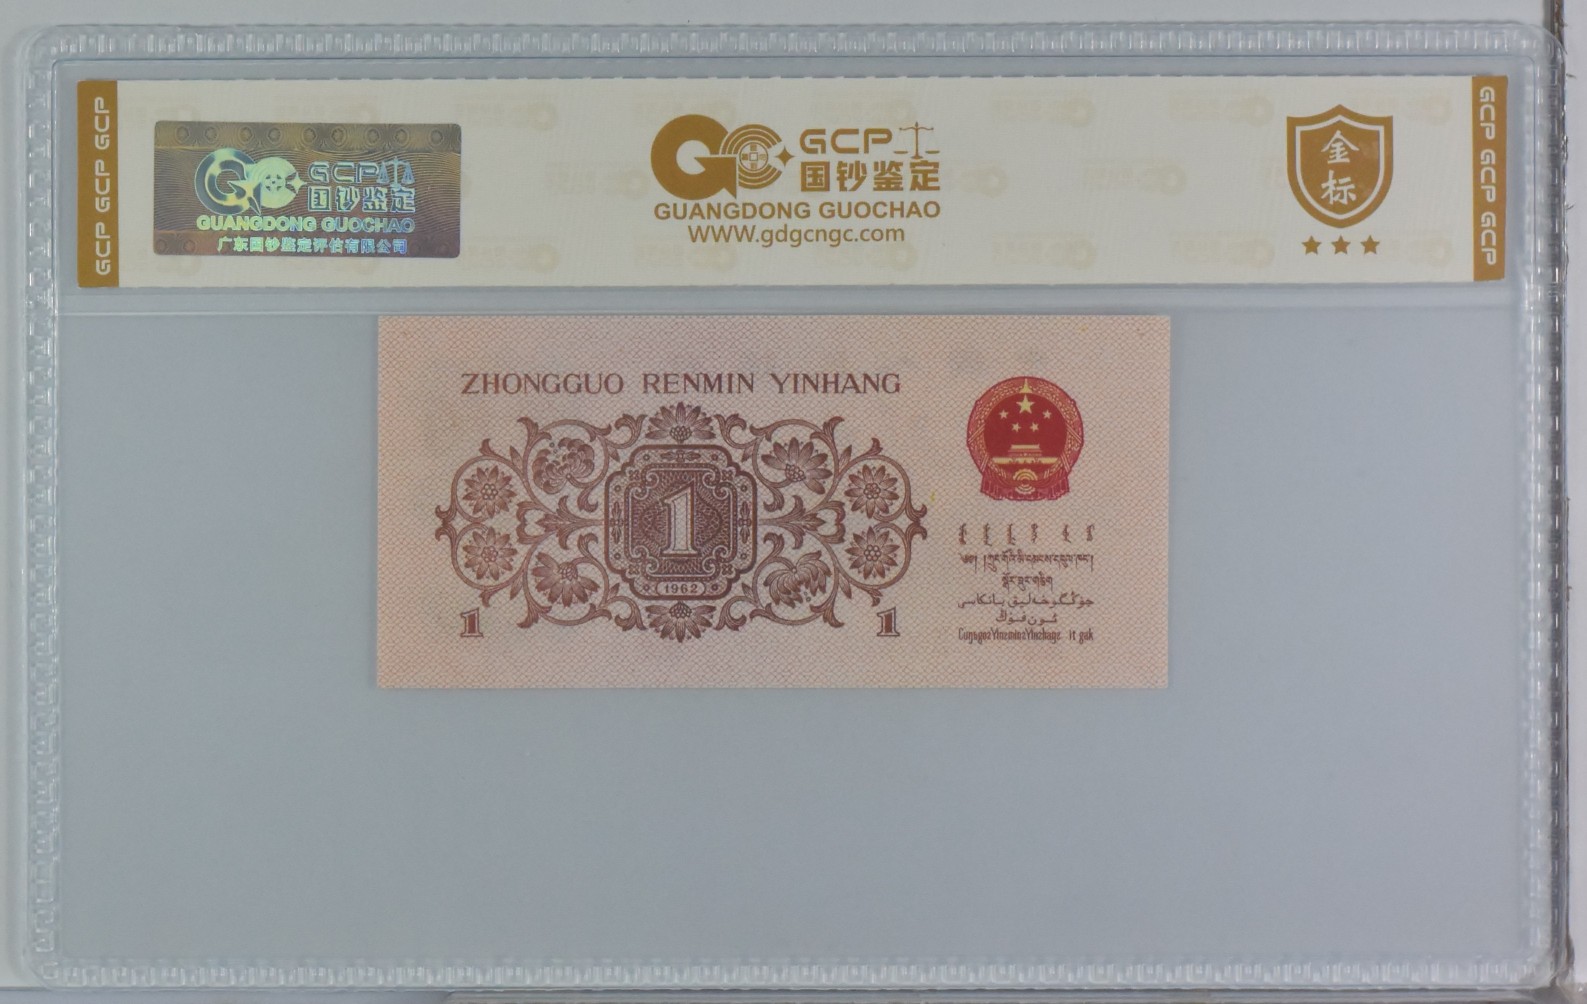 GCP GCP GCP
GCP
国钞鉴定
GUANGDONG GUOCHAO
广东国钞鉴定评估有限公司
GCP
国钞鉴定
GUANGDONG GUOCHAO
WWW.gdgcngc.com
金
标
GCP GCP GCP
ZHONGGUO RENMIN YINHANG
1
(1962)
1
1
جۇڭگوخەلىق بانكاسى